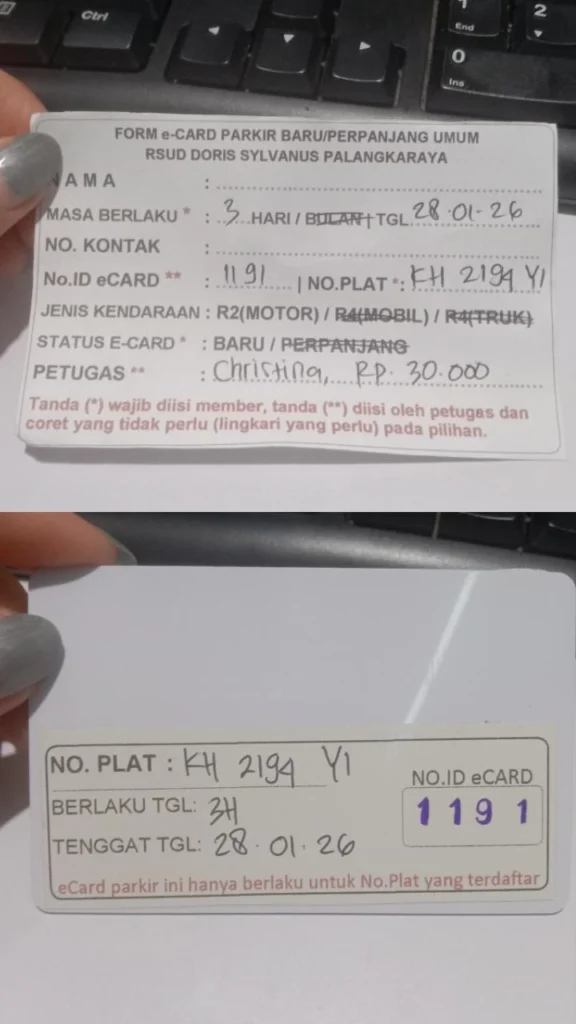 Ctrl
End
2
0
Ins
FORM e-CARD PARKIR BARU/PERPANJANG UMUM
RSUD DORIS SYLVANUS PALANGKARAYA
NAMA : ................
MASA BERLAKU * : 3 HARI / BULAN | TGL 28-01-26
NO. KONTAK : ................
No.ID eCARD ** : 1191 | NO.PLAT *: KH 2194 YI
JENIS KENDARAAN : R2(MOTOR) / R4(MOBIL) / R4(TRUK)
STATUS E-CARD * : BARU / PERPANJANG
PETUGAS ** : Christina, Rp. 30.000
Tanda (*) wajib diisi member, tanda (**) diisi oleh petugas dan
coret yang tidak perlu (lingkari yang perlu) pada pilihan.
NO. PLAT : KH 2194 YI
NO.ID eCARD
BERLAKU TGL: 3H
1191
TENGGAT TGL: 28.01.26
eCard parkir ini hanya berlaku untuk No.Plat yang terdaftar